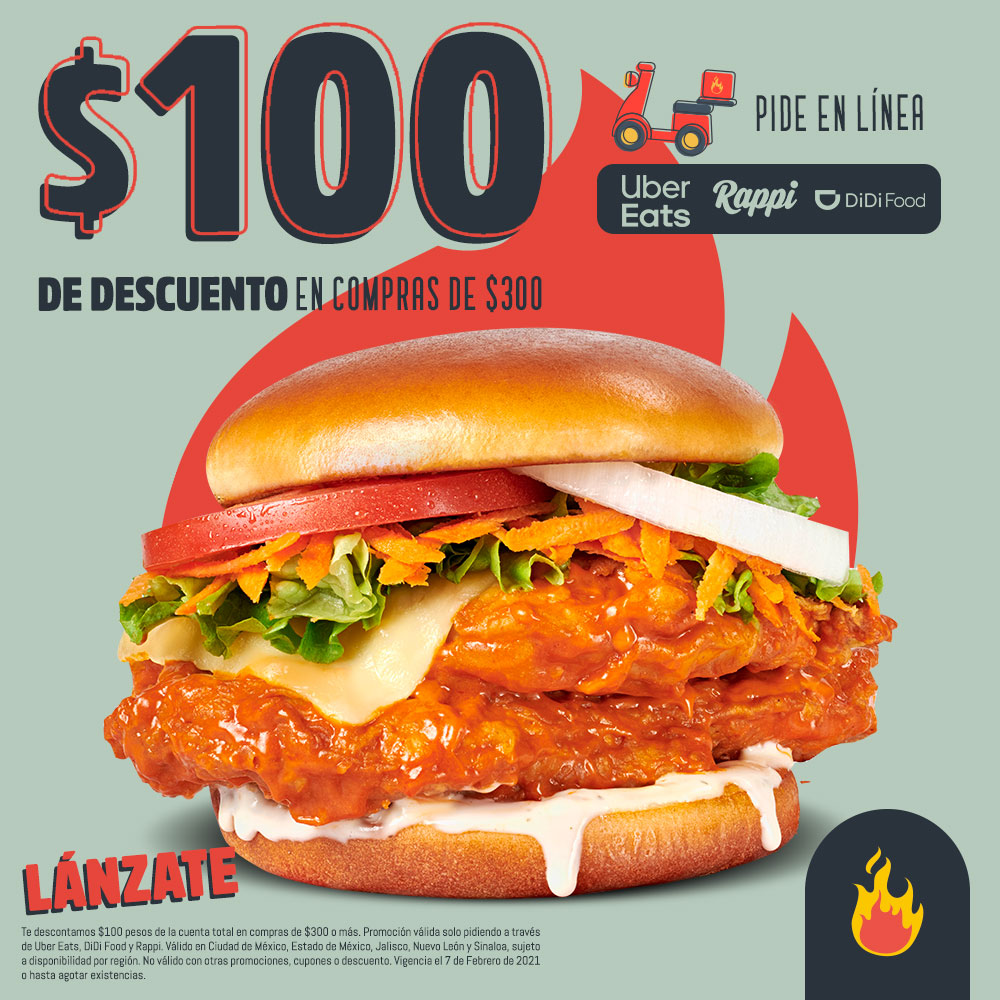 $100
DE DESCUENTO EN COMPRAS DE $300
PIDE EN LÍNEA
Uber
Eats
Rappi
DiDi Food
LÁNZATE
Te descontamos $100 pesos de la cuenta total en compras de $300 o más. Promoción válida solo pidiendo a través
de Uber Eats, DiDi Food y Rappi. Válido en Ciudad de México, Estado de México, Jalisco, Nuevo León y Sinaloa, sujeto
a disponibilidad por región. No válido con otras promociones, cupones o descuento. Vigencia el 7 de Febrero de 2021
o hasta agotar existencias.